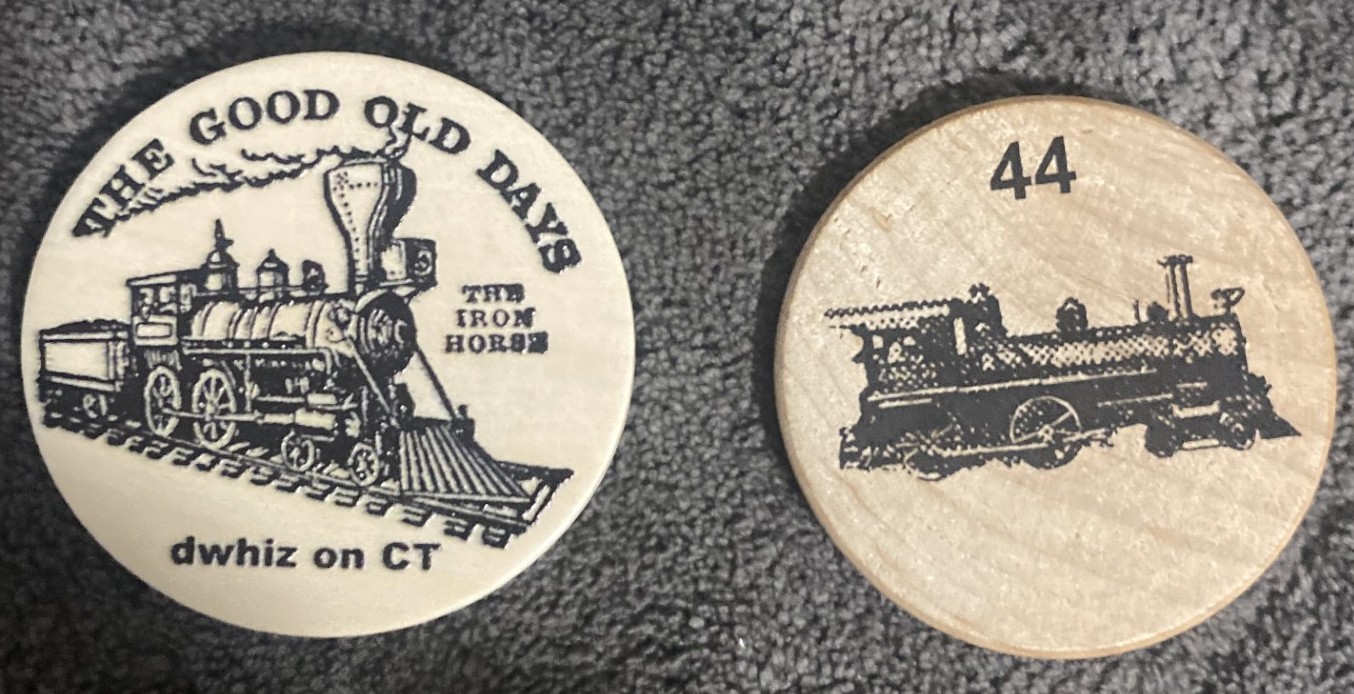 THE GOOD OLD DAYS
THE
IRON
HORSE
dwhiz on CT
44